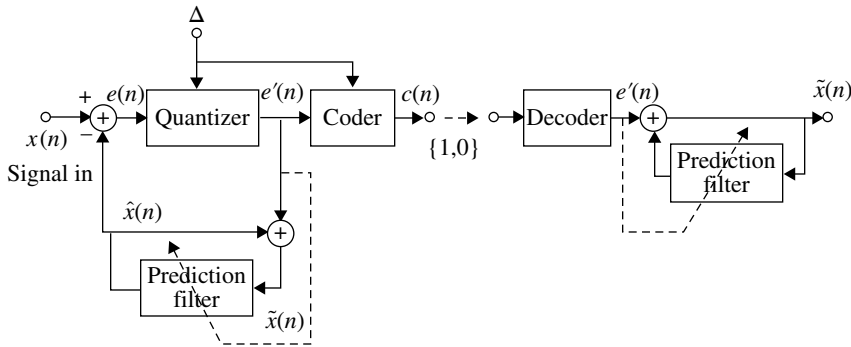 Δ
+
e(n)
Quantizer
e′(n)
Coder
c(n)
Decoder
e′(n)
x̃(n)
+
+
x(n)
−
{1,0}
Signal in
Prediction
filter
x̂(n)
+
Prediction
filter
x̃(n)